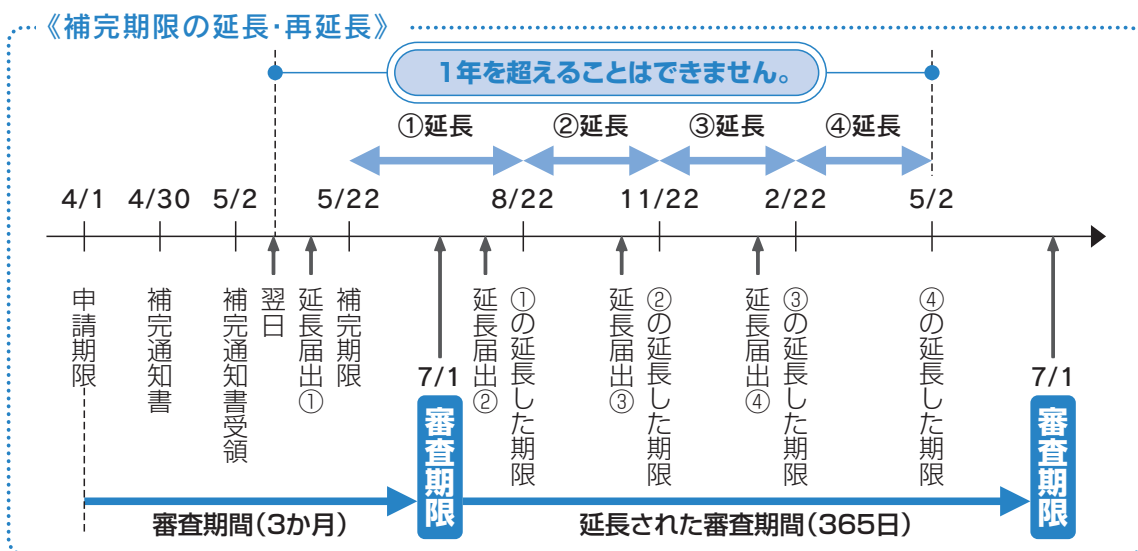 《補完期限の延長・再延長》
1年を超えることはできません。
①延長 ②延長 ③延長 ④延長
4/1 4/30 5/2 5/22 8/22 11/22 2/22 5/2
申請期限
補完通知書
補完通知書受領
翌日
延長届出①
補完期限
7/1
審査期限
延長届出②
①の延長した期限
延長届出③
②の延長した期限
延長届出④
③の延長した期限
④の延長した期限
7/1
審査期限
審査期間(3か月)
延長された審査期間(365日)